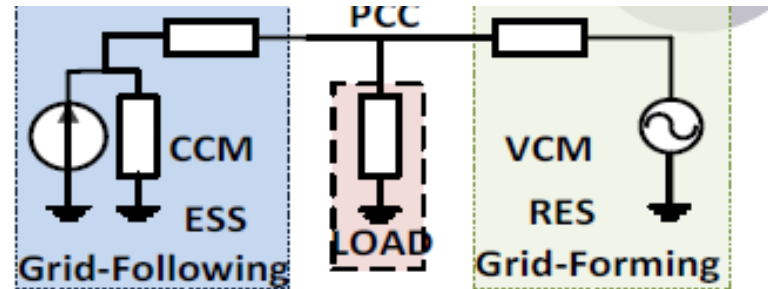 PCC
CCM
ESS
Grid-Following
LOAD
VCM
RES
Grid-Forming